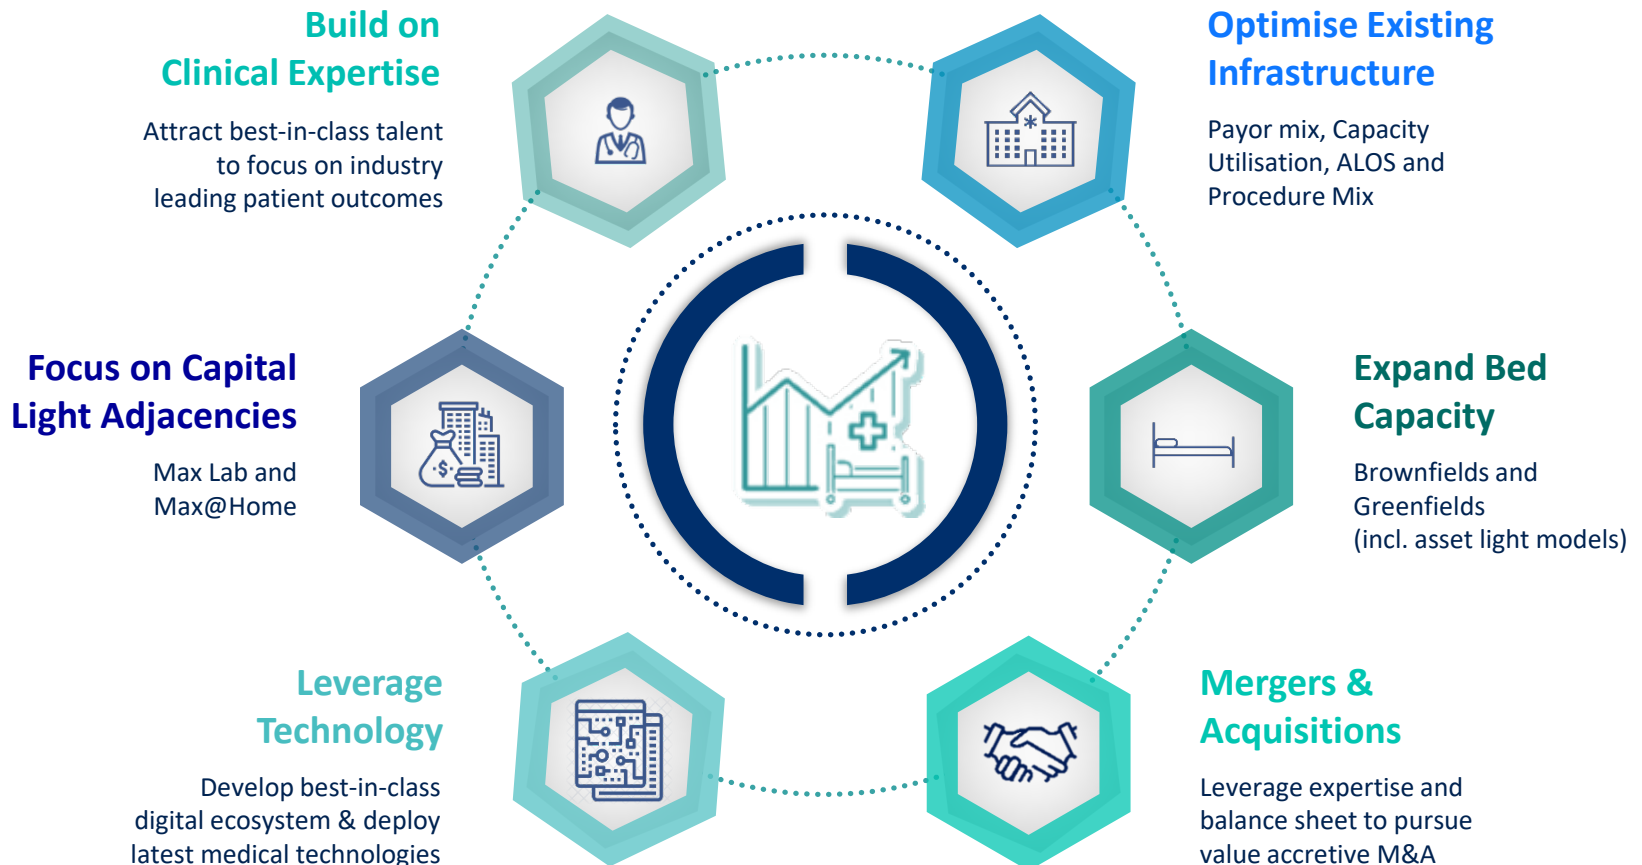 Build on
Clinical Expertise
Attract best-in-class talent
to focus on industry
leading patient outcomes
Optimise Existing
Infrastructure
Payor mix, Capacity
Utilisation, ALOS and
Procedure Mix
Focus on Capital
Light Adjacencies
Max Lab and
Max@Home
Expand Bed
Capacity
Brownfields and
Greenfields
(incl. asset light models)
Leverage
Technology
Develop best-in-class
digital ecosystem & deploy
latest medical technologies
Mergers &
Acquisitions
Leverage expertise and
balance sheet to pursue
value accretive M&A